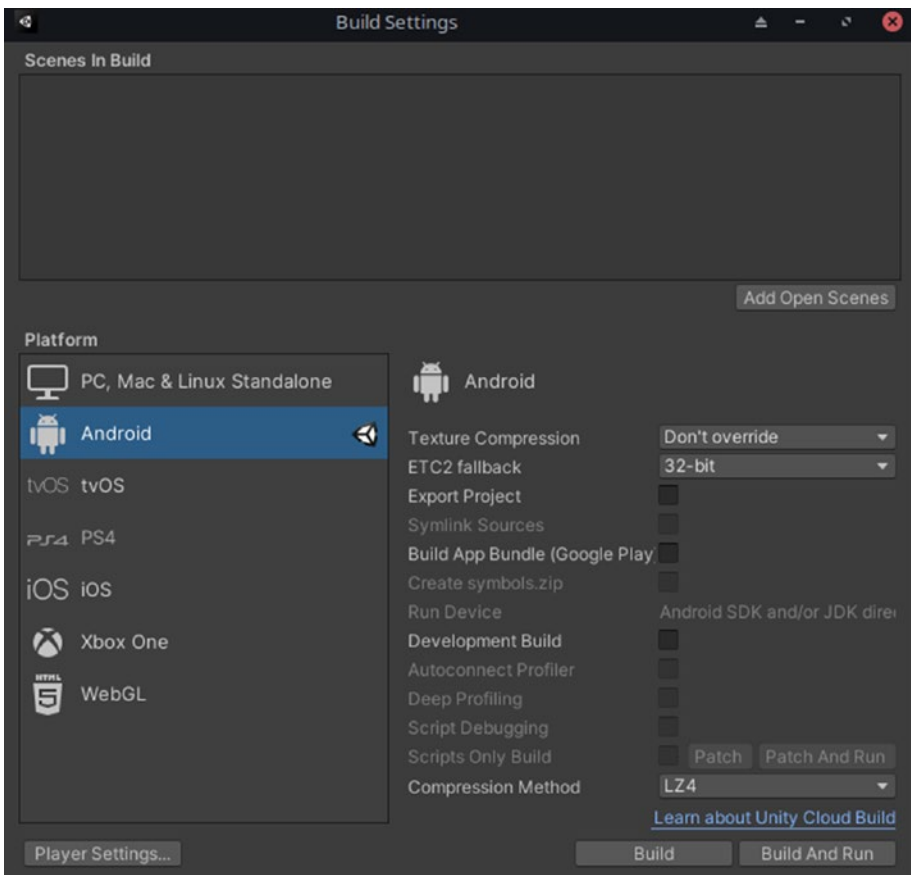 Build Settings
Scenes In Build
Add Open Scenes
Platform
PC, Mac & Linux Standalone
Android
tvOS tvOS
PS4 PS4
iOS iOS
Xbox One
HTML 5 WebGL
Android
Texture Compression Don't override
ETC2 fallback 32-bit
Export Project
Symlink Sources
Build App Bundle (Google Play)
Create symbols.zip
Run Device Android SDK and/or JDK dire
Development Build
Autoconnect Profiler
Deep Profiling
Script Debugging
Scripts Only Build Patch Patch And Run
Compression Method LZ4
Learn about Unity Cloud Build
Player Settings... Build Build And Run